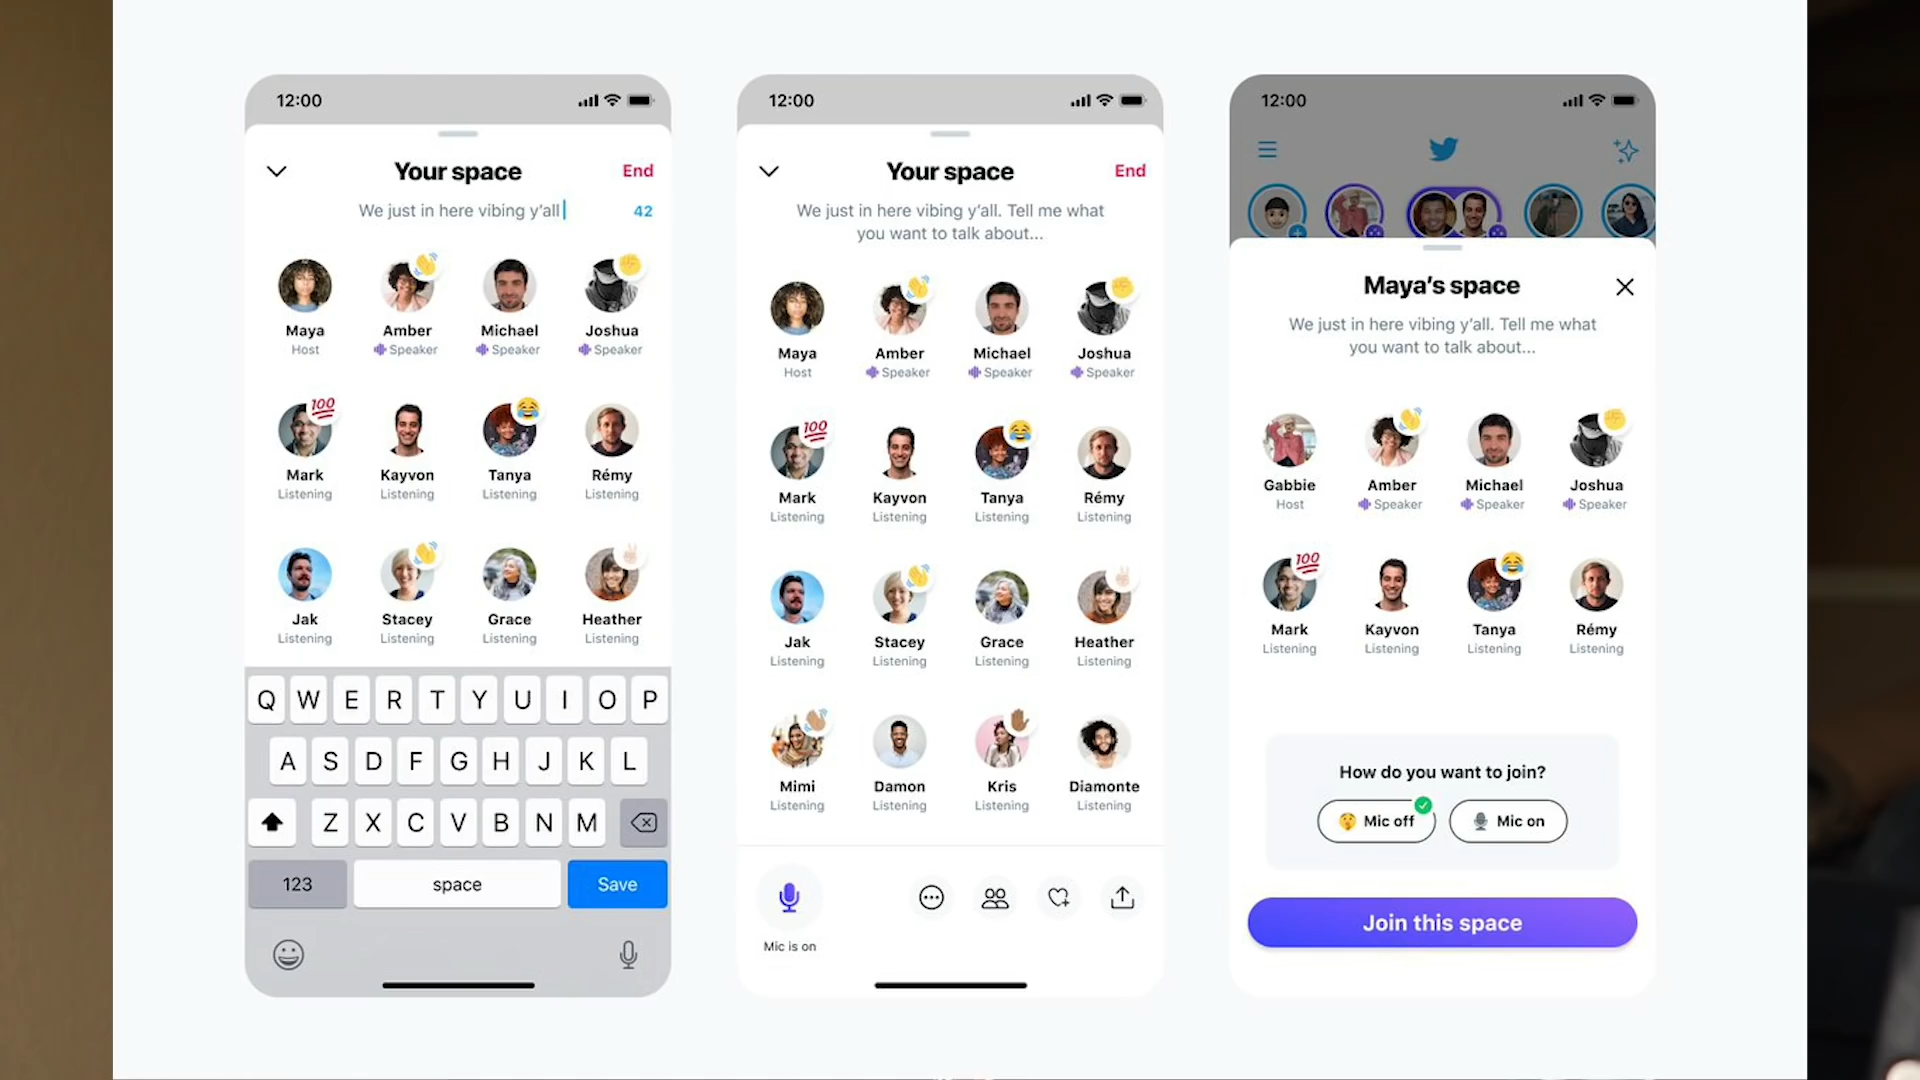 12:00
Your space
End
We just in here vibing y'all
42
Maya
Amber
Michael
Joshua
Host
Speaker
Speaker
Speaker
100
Mark
Kayvon
Tanya
Rémy
Listening
Listening
Listening
Listening
Jak
Stacey
Grace
Heather
Listening
Listening
Listening
Listening
Q W E R T Y U I O P
A S D F G H J K L
Z X C V B N M
123
space
Save
12:00
Your space
End
We just in here vibing y'all. Tell me what
you want to talk about...
Maya
Amber
Michael
Joshua
Host
Speaker
Speaker
Speaker
100
Mark
Kayvon
Tanya
Rémy
Listening
Listening
Listening
Listening
Jak
Stacey
Grace
Heather
Listening
Listening
Listening
Listening
Mimi
Damon
Kris
Diamonte
Listening
Listening
Listening
Listening
Mic is on
12:00
Maya's space
We just in here vibing y'all. Tell me what
you want to talk about...
Gabbie
Amber
Michael
Joshua
Host
Speaker
Speaker
Speaker
100
Mark
Kayvon
Tanya
Rémy
Listening
Listening
Listening
Listening
How do you want to join?
Mic off
Mic on
Join this space